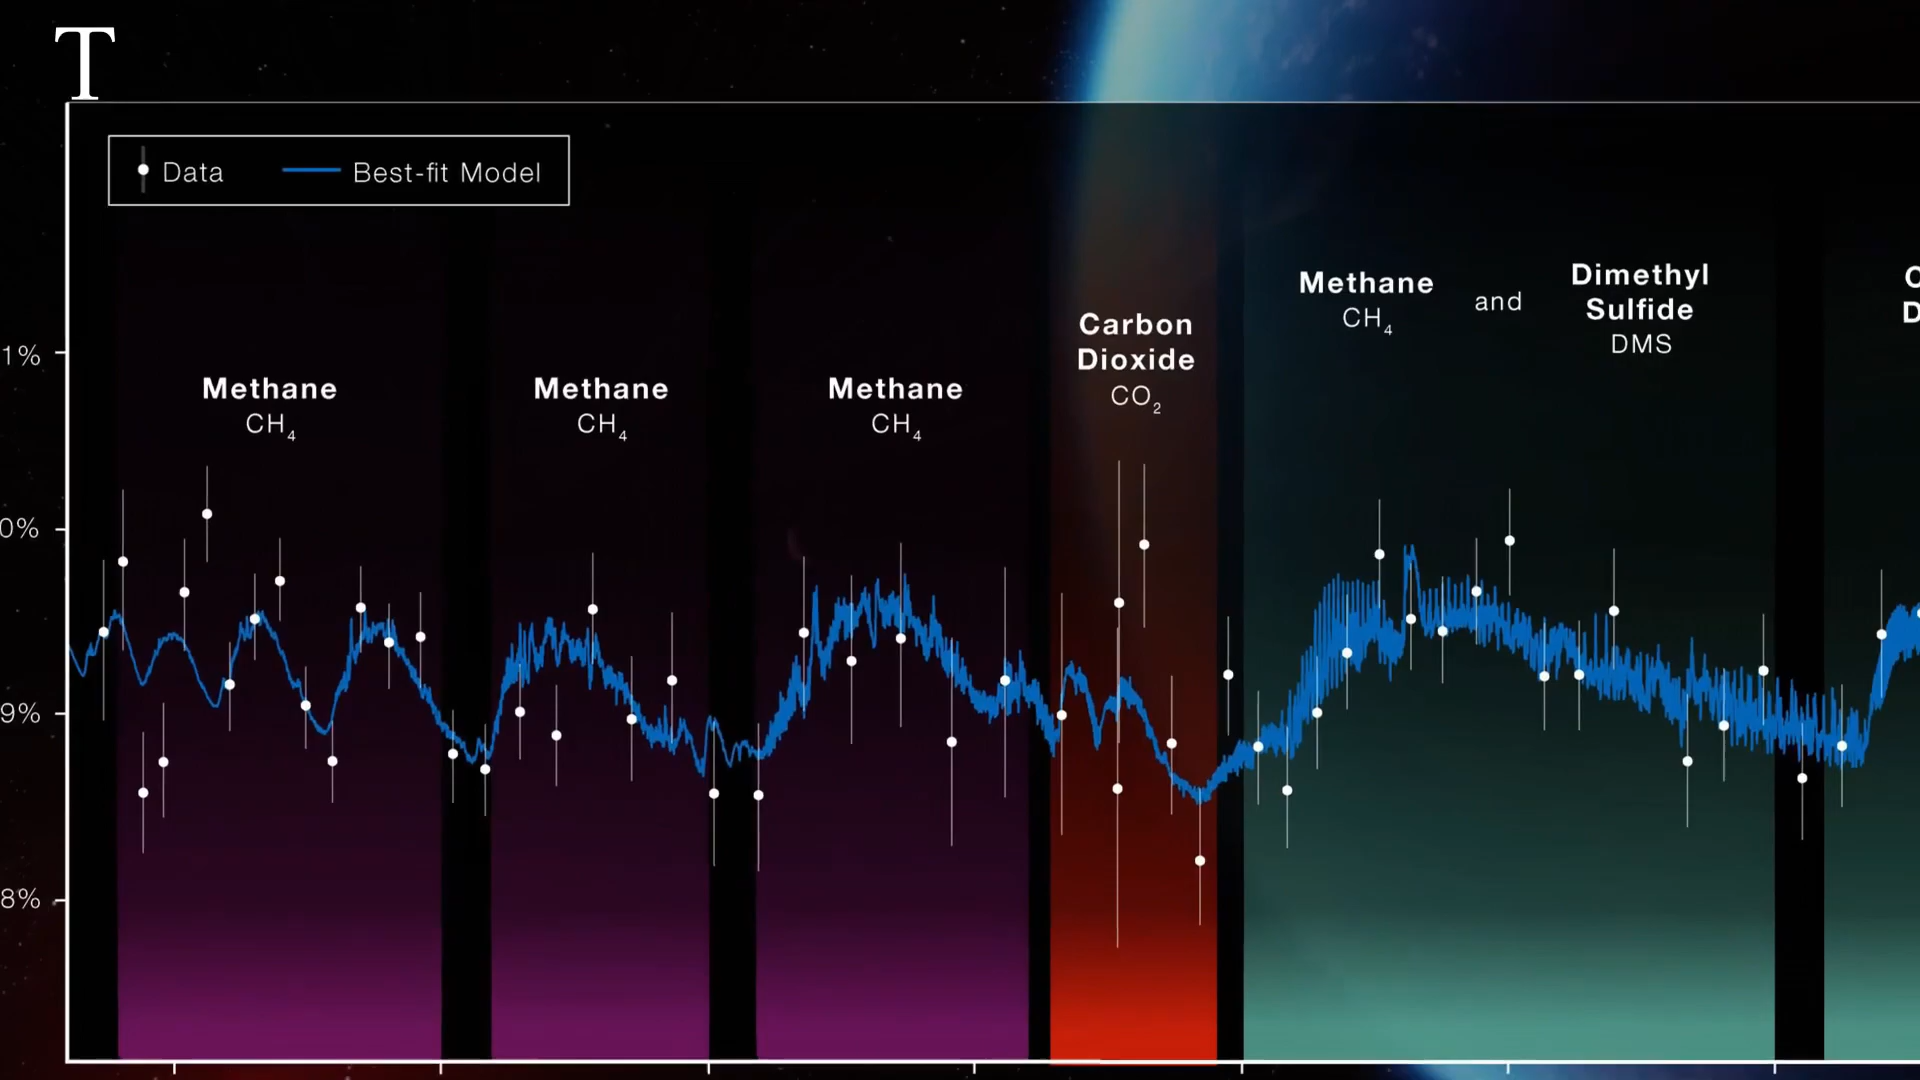 T
Data Best-fit Model
Methane and Dimethyl
Sulfide
CH4
DMS
Carbon
Dioxide
CO2
1%
Methane Methane Methane
CH4 CH4 CH4
0%
9%
8%